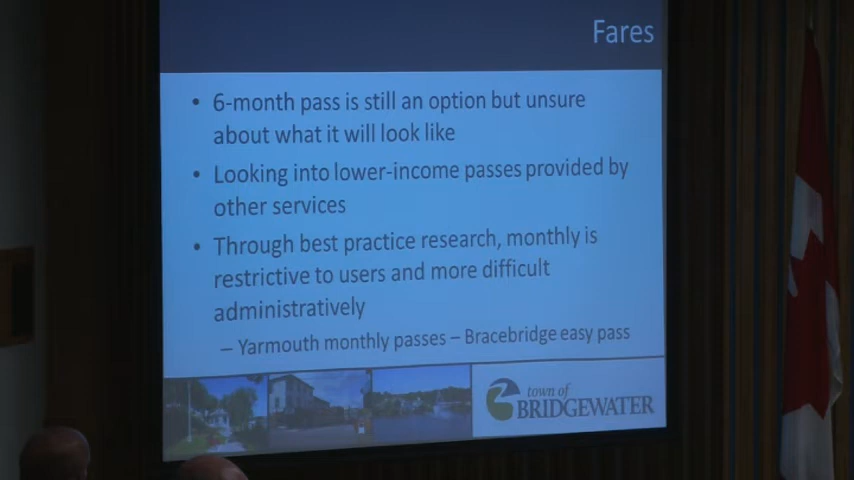 Fares
• 6-month pass is still an option but unsure
about what it will look like
• Looking into lower-income passes provided by
other services
• Through best practice research, monthly is
restrictive to users and more difficult
administratively
– Yarmouth monthly passes – Bracebridge easy pass
town of
BRIDGEWATER